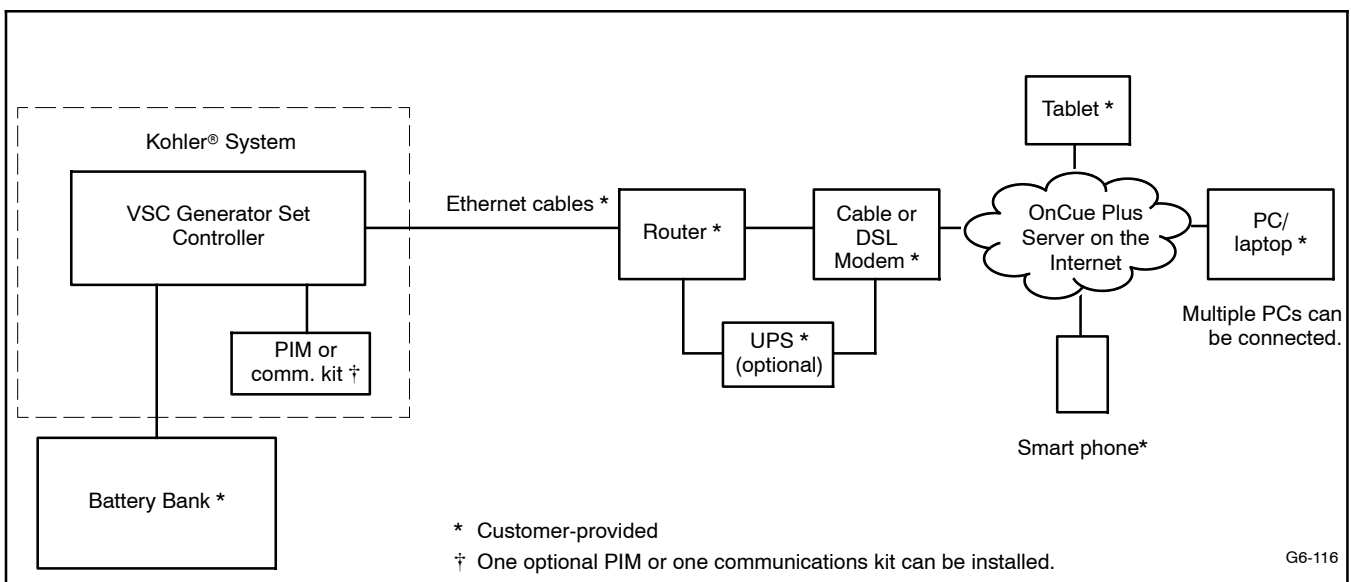 Kohler® System
VSC Generator Set
Controller
PIM or
comm. kit †
Battery Bank *
Ethernet cables *
Router *
Cable or
DSL
Modem *
UPS *
(optional)
Tablet *
OnCue Plus
Server on the
Internet
PC/
laptop *
Multiple PCs can
be connected.
Smart phone*
* Customer-provided
† One optional PIM or one communications kit can be installed.
G6-116